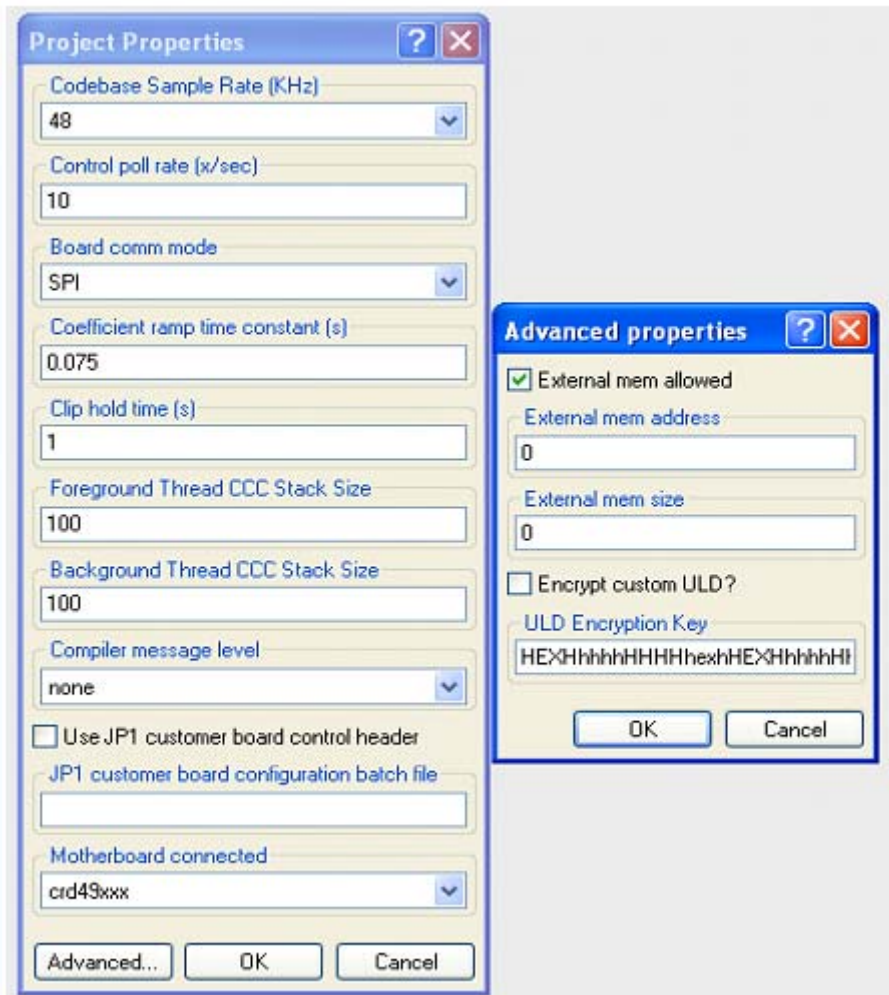 Project Properties
Codebase Sample Rate (KHz)
48
Control poll rate (x/sec)
10
Board comm mode
SPI
Coefficient ramp time constant (s)
0.075
Clip hold time (s)
1
Foreground Thread CCC Stack Size
100
Background Thread CCC Stack Size
100
Compiler message level
none
Use JP1 customer board control header
JP1 customer board configuration batch file
Motherboard connected
crd49xxx
Advanced...
OK
Cancel
Advanced properties
External mem allowed
External mem address
0
External mem size
0
Encrypt custom ULD?
ULD Encryption Key
OK
Cancel